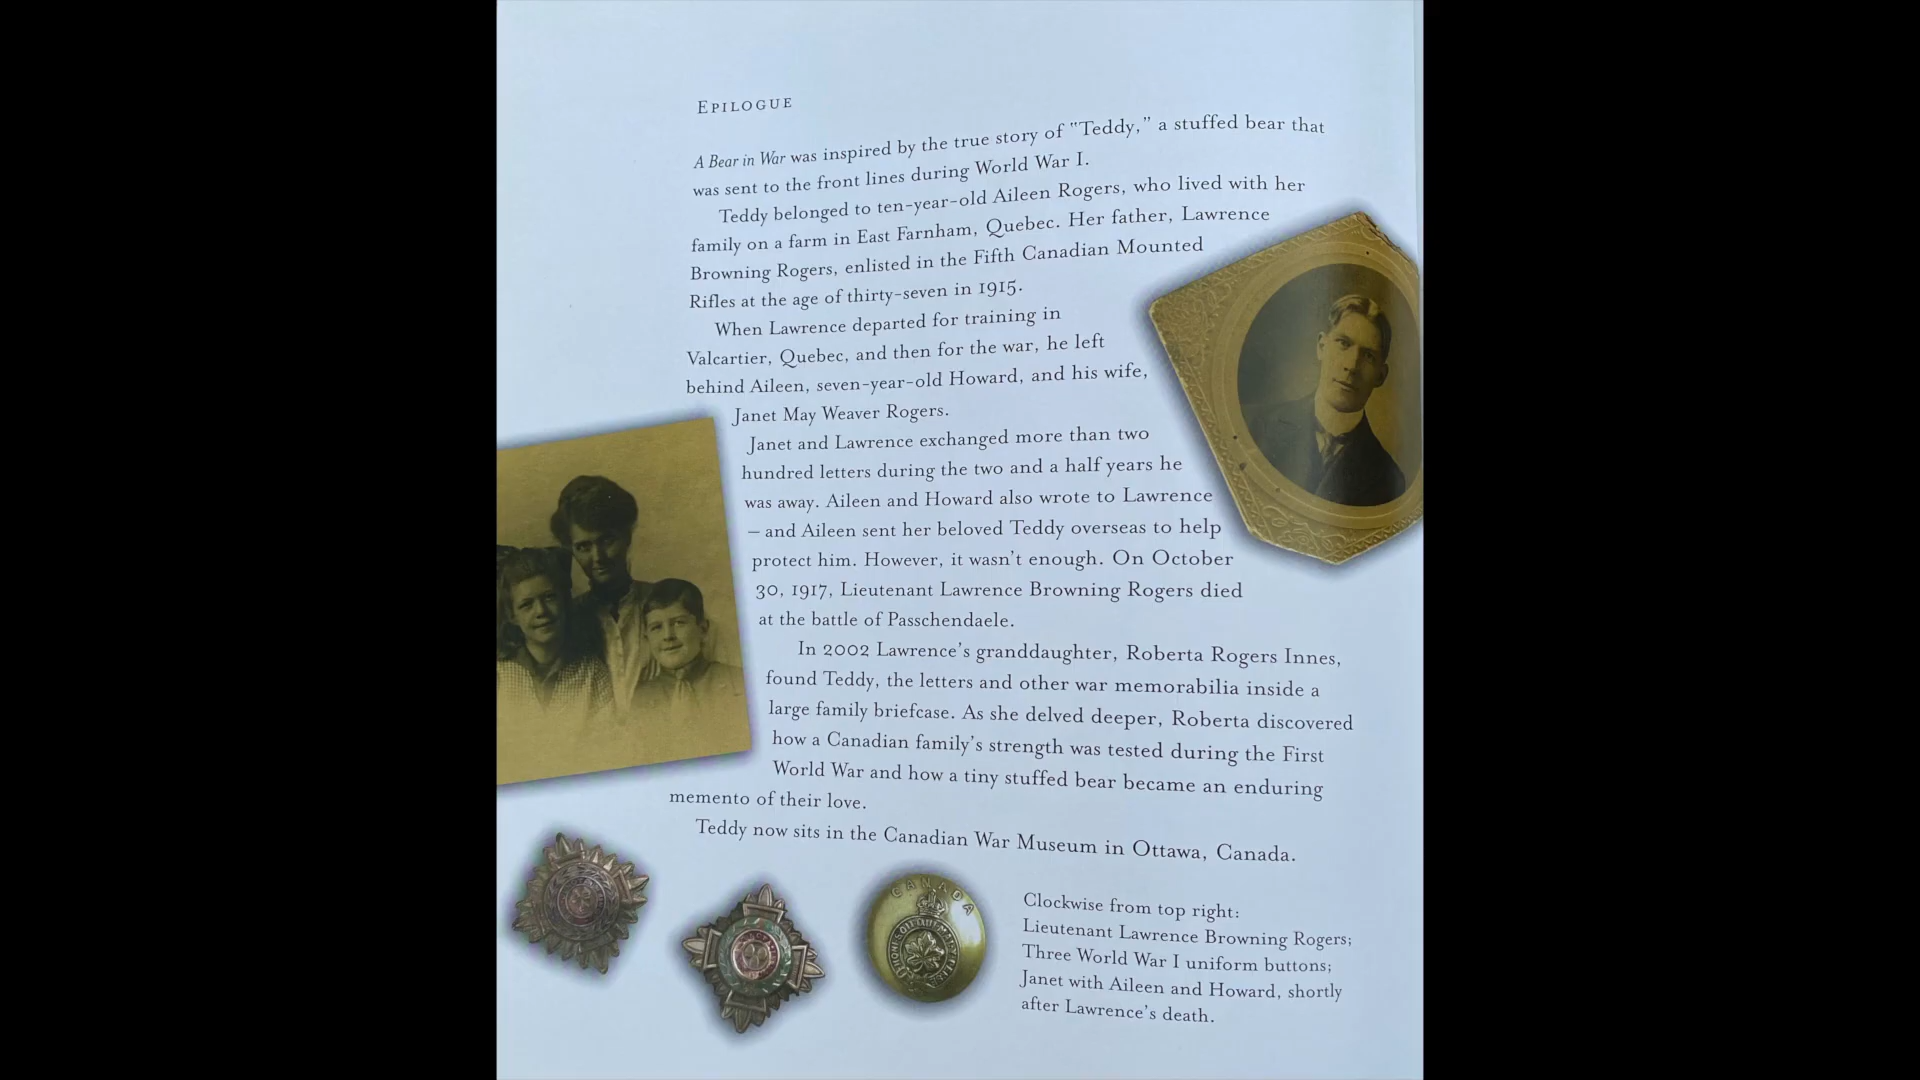 EPILOGUE
A Bear in War was inspired by the true story of "Teddy," a stuffed bear that
was sent to the front lines during World War I.
Teddy belonged to ten-year-old Aileen Rogers, who lived with her
family on a farm in East Farnham, Quebec. Her father, Lawrence
Browning Rogers, enlisted in the Fifth Canadian Mounted
Rifles at the age of thirty-seven in 1915.
When Lawrence departed for training in
Valcartier, Quebec, and then for the war, he left
behind Aileen, seven-year-old Howard, and his wife,
Janet May Weaver Rogers.
Janet and Lawrence exchanged more than two
hundred letters during the two and a half years he
was away. Aileen and Howard also wrote to Lawrence
– and Aileen sent her beloved Teddy overseas to help
protect him. However, it wasn't enough. On October
30, 1917, Lieutenant Lawrence Browning Rogers died
at the battle of Passchendaele.
In 2002 Lawrence's granddaughter, Roberta Rogers Innes,
found Teddy, the letters and other war memorabilia inside a
large family briefcase. As she delved deeper, Roberta discovered
how a Canadian family's strength was tested during the First
World War and how a tiny stuffed bear became an enduring
memento of their love.
Teddy now sits in the Canadian War Museum in Ottawa, Canada.
CANADA
Clockwise from top right:
Lieutenant Lawrence Browning Rogers;
Three World War I uniform buttons;
Janet with Aileen and Howard, shortly
after Lawrence's death.